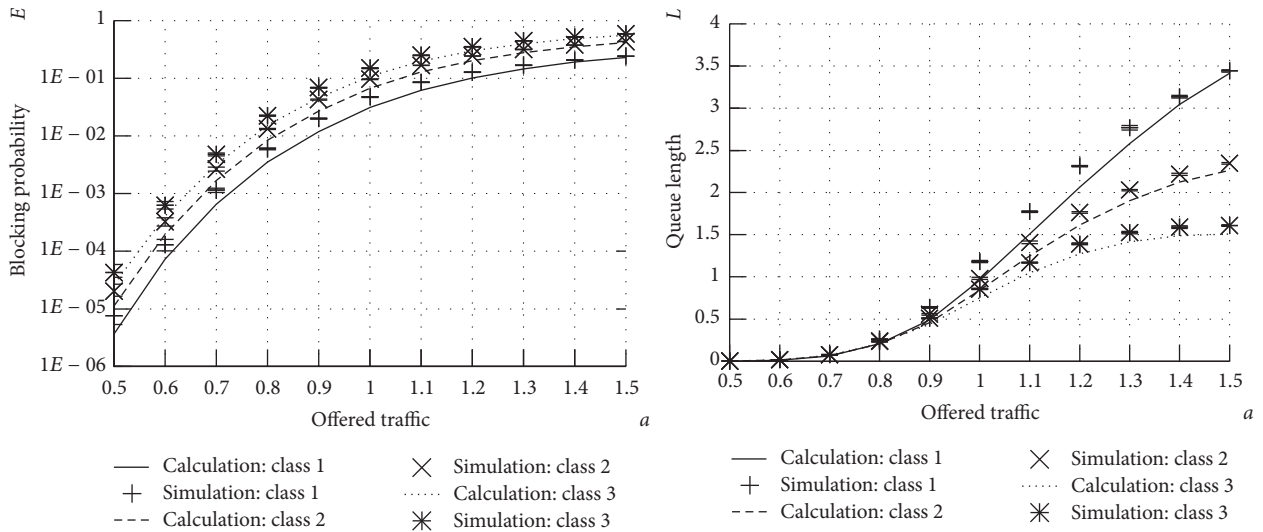 E
Blocking probability
1
1E − 01
1E − 02
1E − 03
1E − 04
1E − 05
1E − 06
0.5 0.6 0.7 0.8 0.9 1 1.1 1.2 1.3 1.4 1.5
Offered traffic a
Calculation: class 1
Simulation: class 1
Calculation: class 2
Simulation: class 2
Calculation: class 3
Simulation: class 3
L
Queue length
4
3.5
3
2.5
2
1.5
1
0.5
0
0.5 0.6 0.7 0.8 0.9 1 1.1 1.2 1.3 1.4 1.5
Offered traffic a
Calculation: class 1
Simulation: class 1
Calculation: class 2
Simulation: class 2
Calculation: class 3
Simulation: class 3